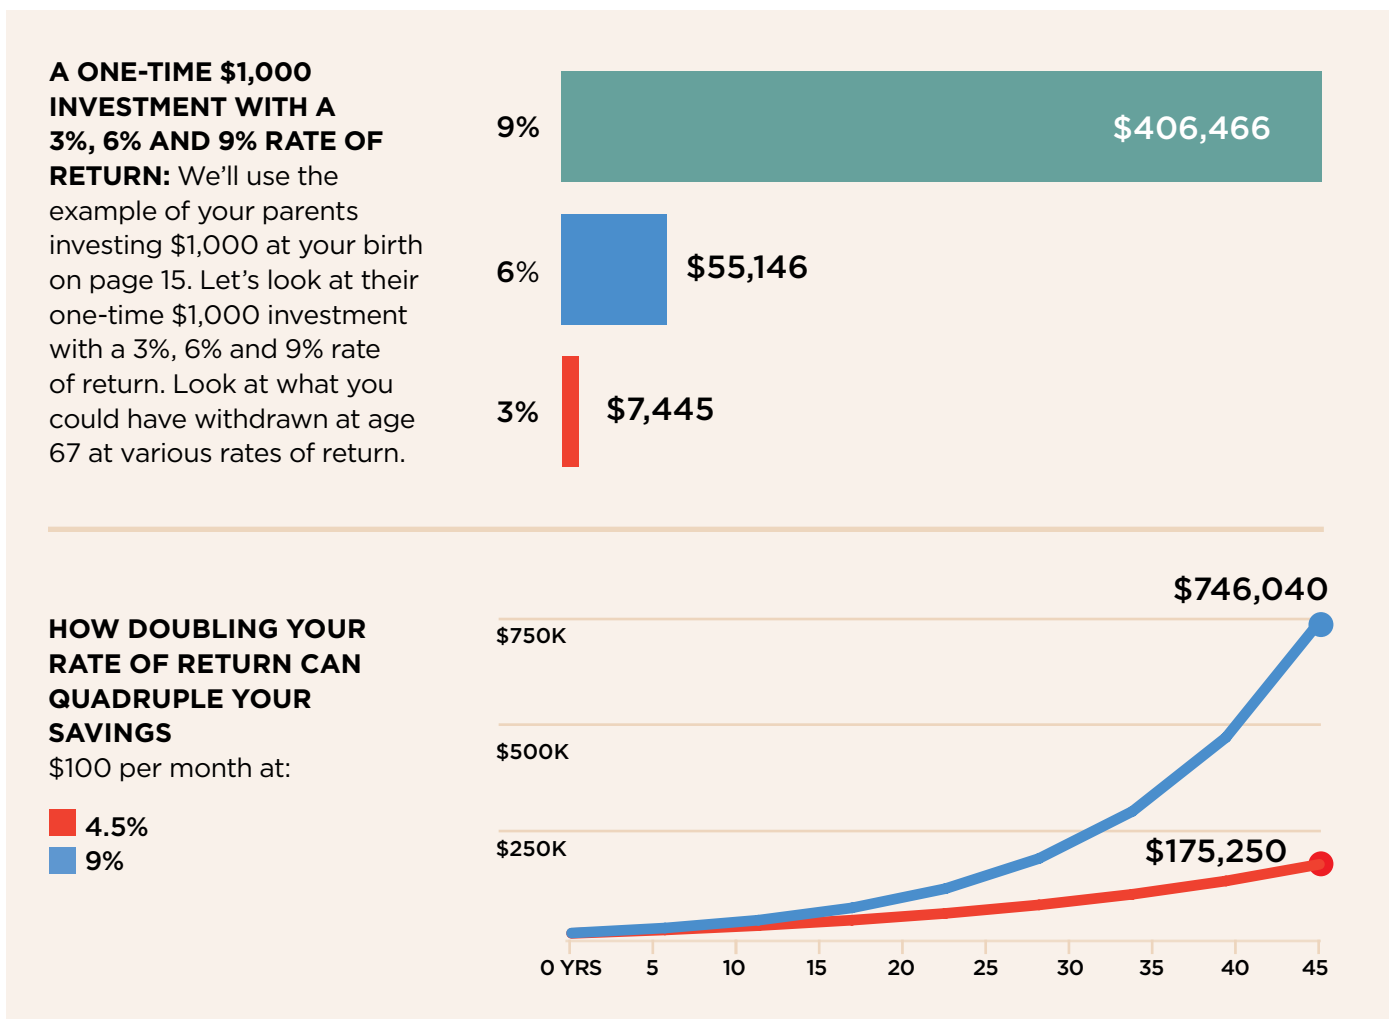 A ONE-TIME $1,000
INVESTMENT WITH A
3%, 6% AND 9% RATE OF
RETURN: We’ll use the
example of your parents
investing $1,000 at your birth
on page 15. Let’s look at their
one-time $1,000 investment
with a 3%, 6% and 9% rate
of return. Look at what you
could have withdrawn at age
67 at various rates of return.
9%
$406,466
6%
$55,146
3%
$7,445
HOW DOUBLING YOUR
RATE OF RETURN CAN
QUADRUPLE YOUR
SAVINGS
$100 per month at:
4.5%
9%
$746,040
$750K
$500K
$250K
$175,250
0 YRS 5 10 15 20 25 30 35 40 45